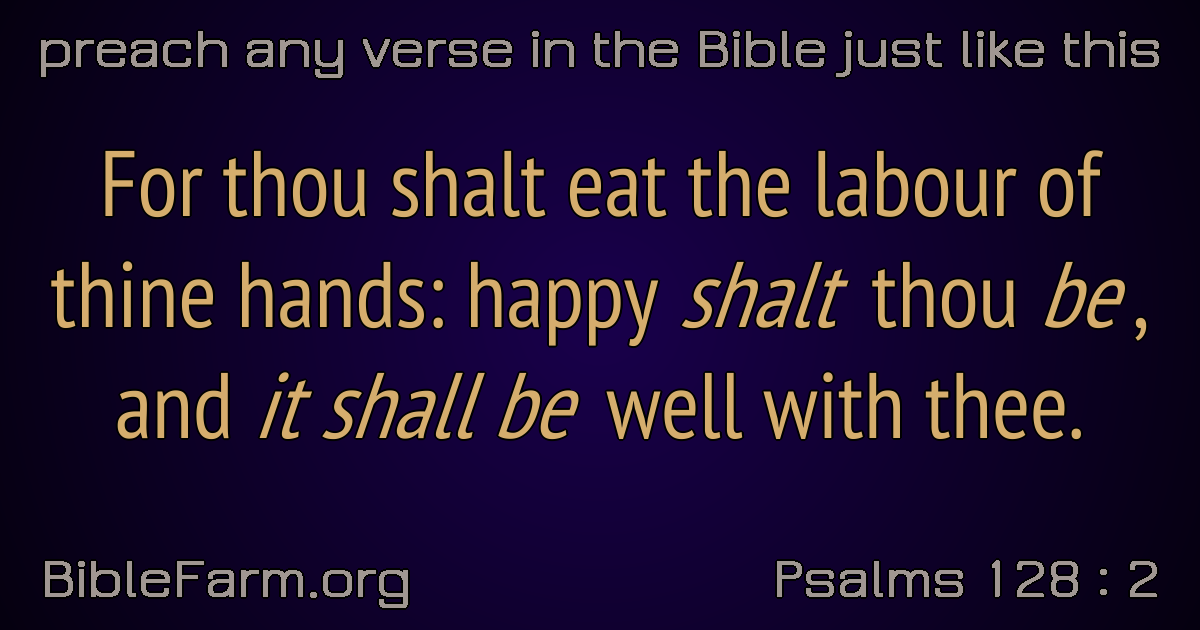 preach any verse in the Bible just like this
For thou shalt eat the labour of
thine hands: happy shalt thou be,
and it shall be well with thee.
BibleFarm.org
Psalms 128 : 2